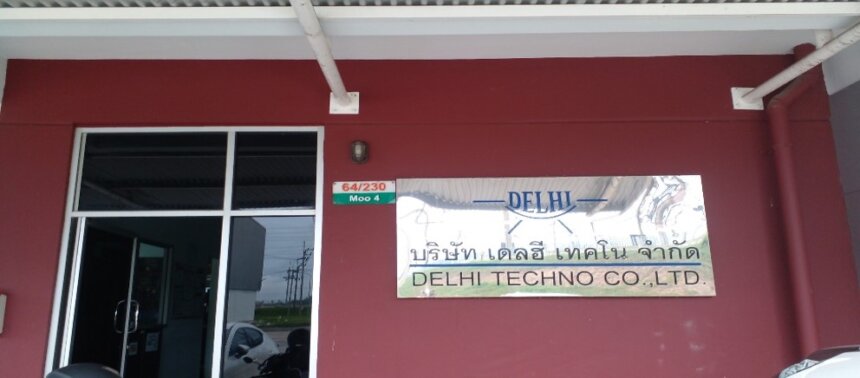 64/230
Moo 4
DELHI
บริษัท เดลฮี เทคโน จำกัด
DELHI TECHNO CO.,LTD.